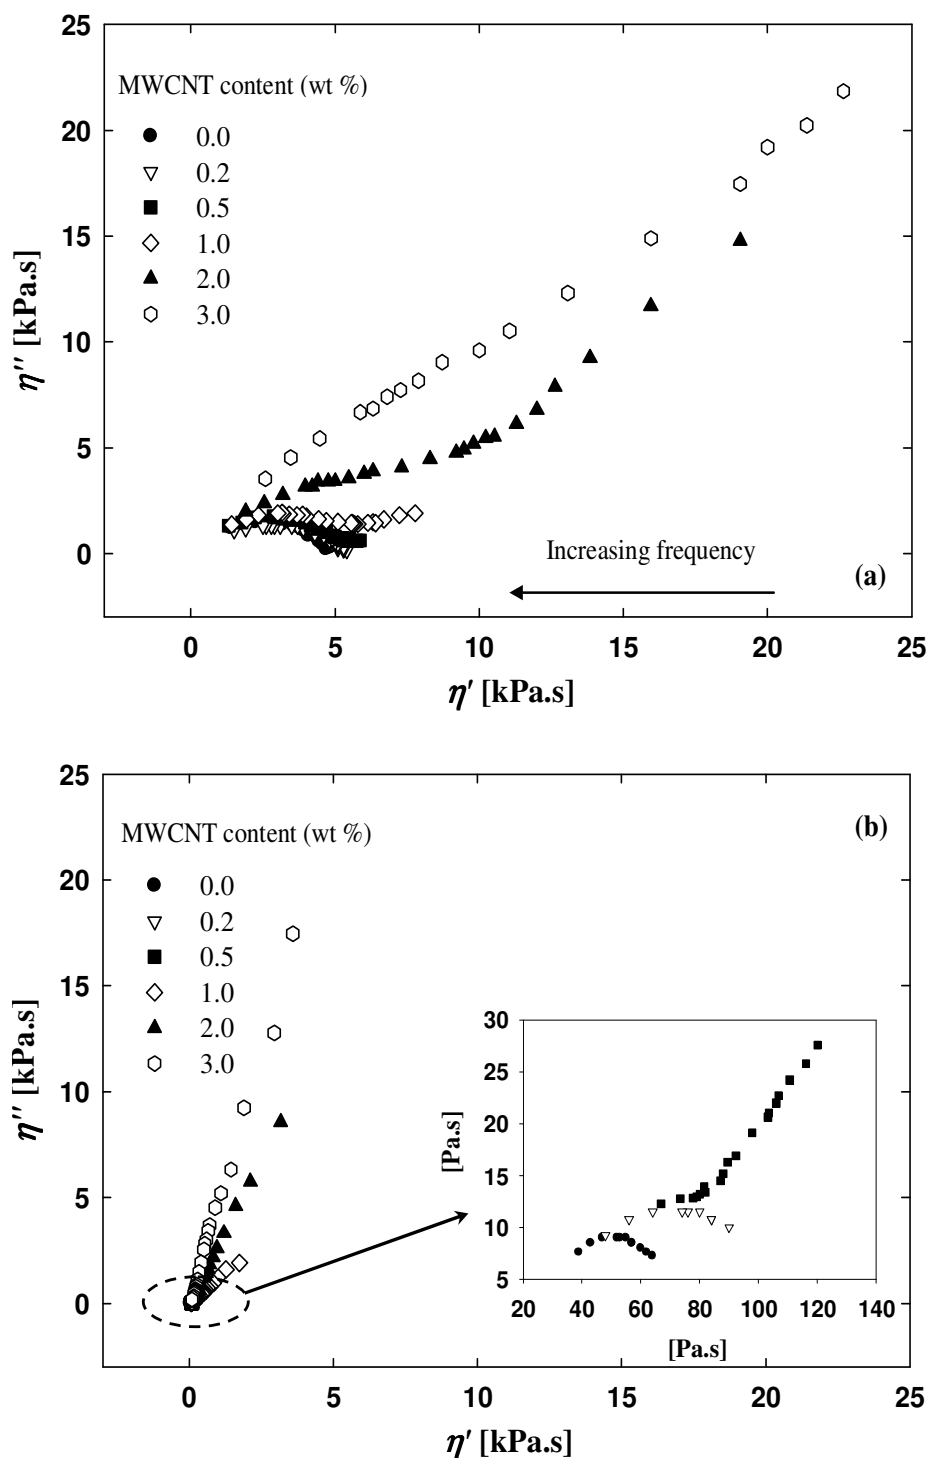 25
20
15
10
5
0
η'' [kPa.s]
MWCNT content (wt %)
0.0
0.2
0.5
1.0
2.0
3.0
Increasing frequency
(a)
0 5 10 15 20 25
η' [kPa.s]
25
20
15
10
5
0
η'' [kPa.s]
MWCNT content (wt %)
(b)
0.0
0.2
0.5
1.0
2.0
3.0
30
25
20
15
10
5
[Pa.s]
20 40 60 80 100 120 140
[Pa.s]
0 5 10 15 20 25
η' [kPa.s]